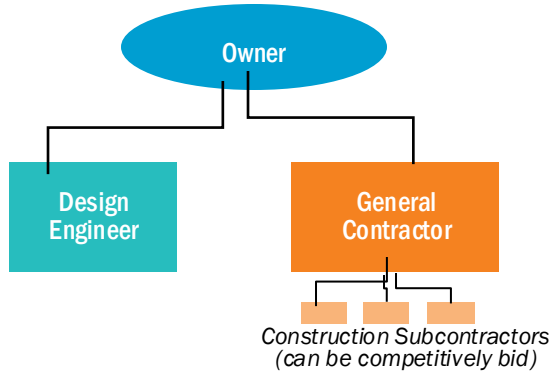 Owner
Design
Engineer
General
Contractor
Construction Subcontractors
(can be competitively bid)